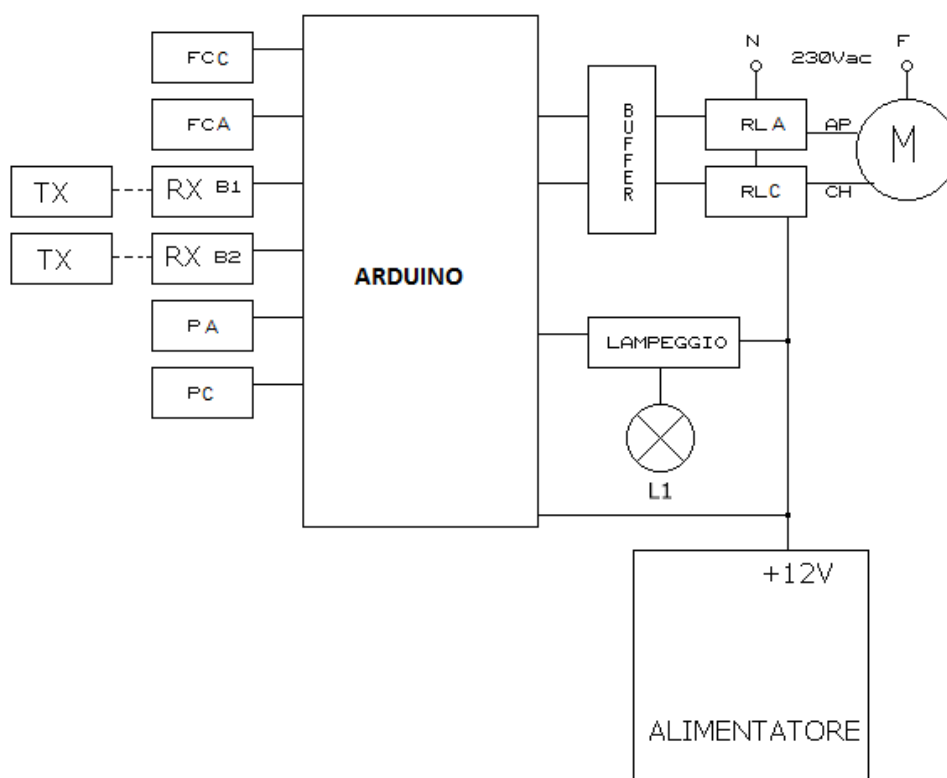 FCC
FCA
TX
RX B1
TX
RX B2
PA
PC
ARDUINO
BUFFER
N
230Vac
F
RLA
AP
M
RLC
CH
LAMPEGGIO
L1
+12V
ALIMENTATORE